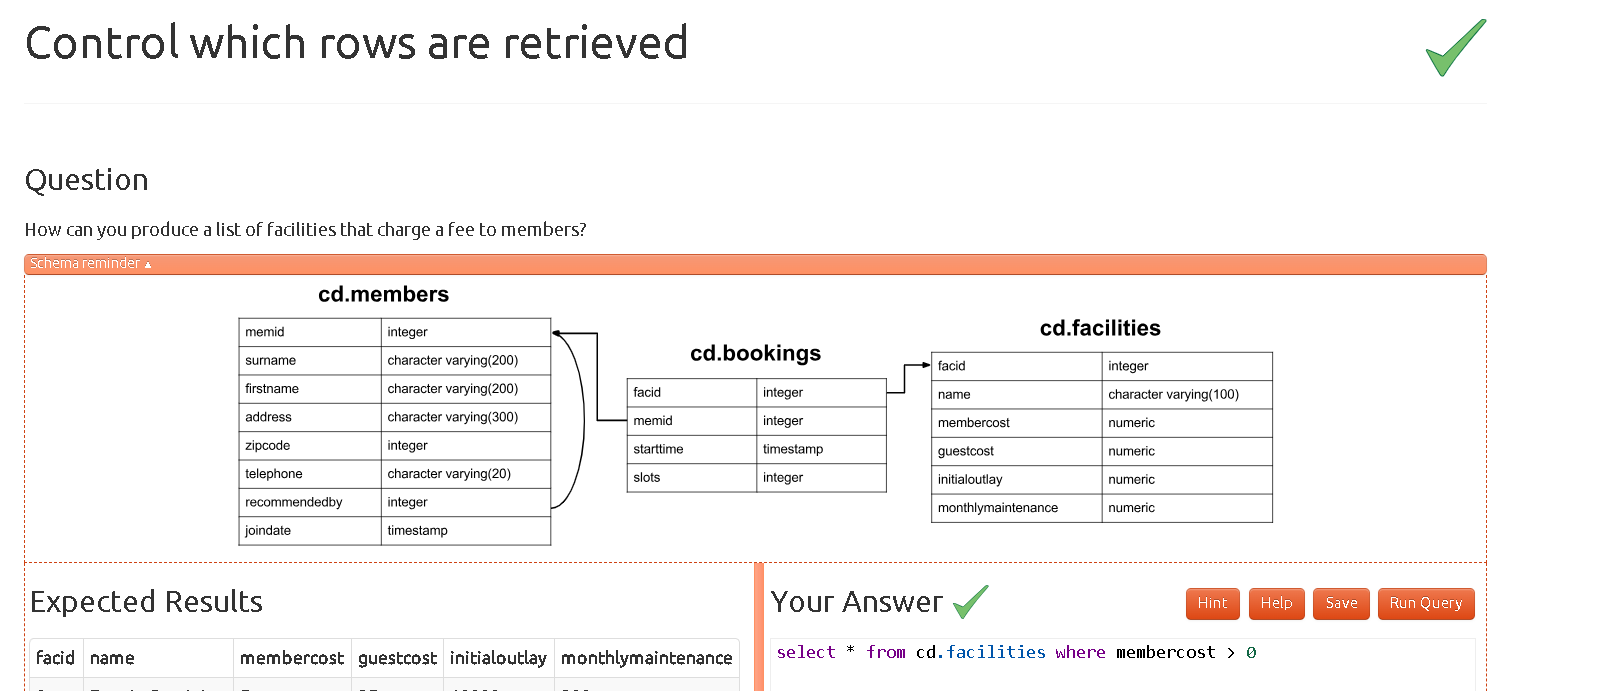 Control which rows are retrieved
Question
How can you produce a list of facilities that charge a fee to members?
Schema reminder ▲
cd.members
memid integer
surname character varying(200)
firstname character varying(200)
address character varying(300)
zipcode integer
telephone character varying(20)
recommendedby integer
joindate timestamp
cd.bookings
facid integer
memid integer
starttime timestamp
slots integer
cd.facilities
facid integer
name character varying(100)
membercost numeric
guestcost numeric
initialoutlay numeric
monthlymaintenance numeric
Expected Results
facid name membercost guestcost initialoutlay monthlymaintenance
Your Answer
Hint Help Save Run Query
select * from cd.facilities where membercost > 0